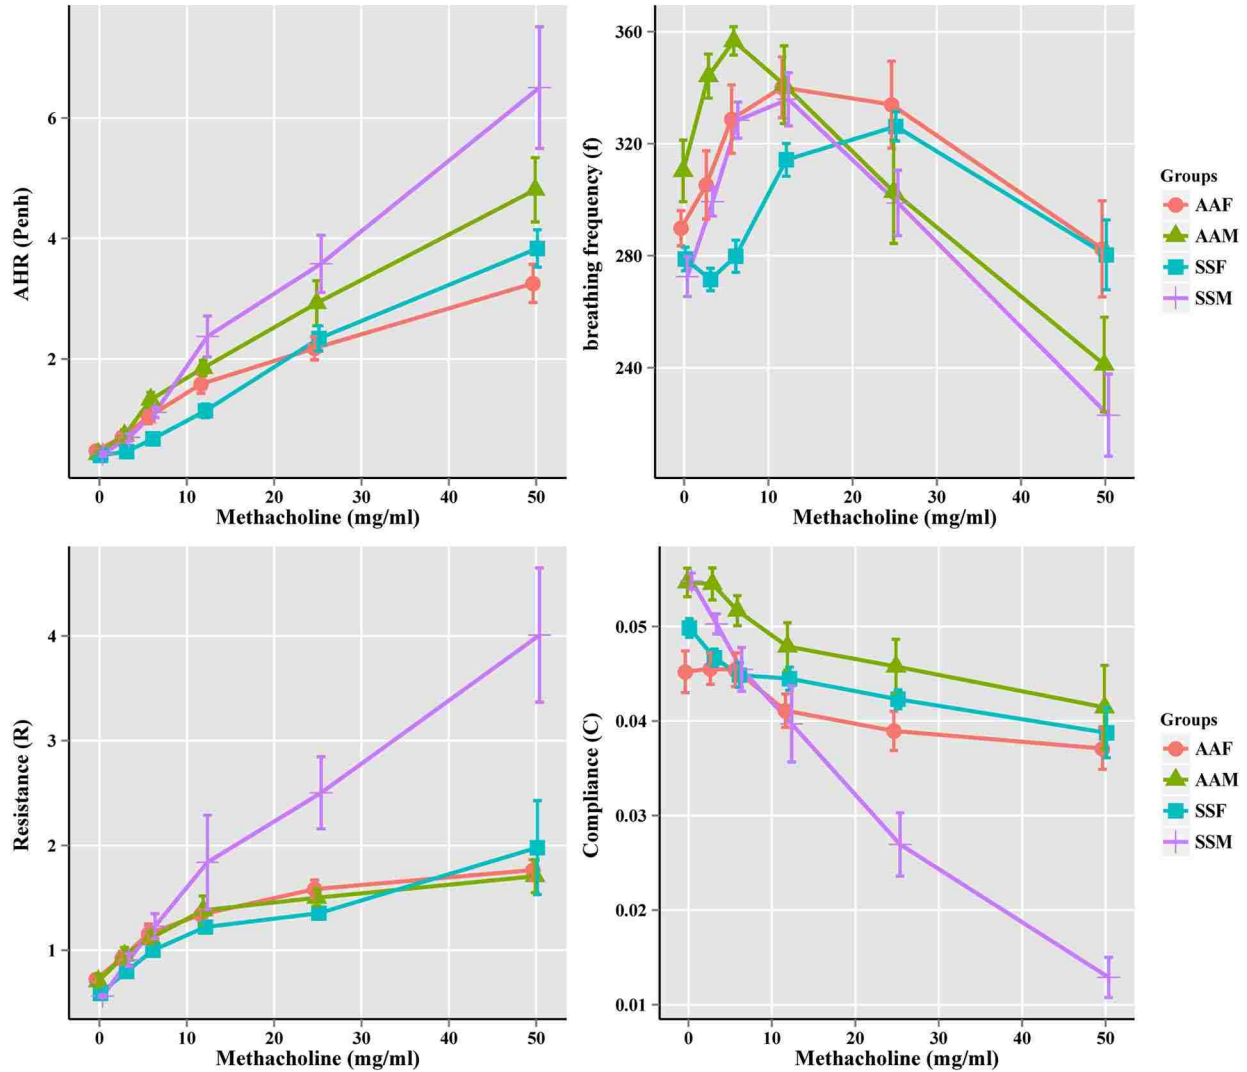 AHR (Penh)
6
4
2
0 10 20 30 40 50
Methacholine (mg/ml)
breathing frequency (f)
360
320
280
240
0 10 20 30 40 50
Methacholine (mg/ml)
Groups
AAF
AAM
SSF
SSM
Resistance (R)
4
3
2
1
0 10 20 30 40 50
Methacholine (mg/ml)
Compliance (C)
0.05
0.04
0.03
0.02
0.01
0 10 20 30 40 50
Methacholine (mg/ml)
Groups
AAF
AAM
SSF
SSM